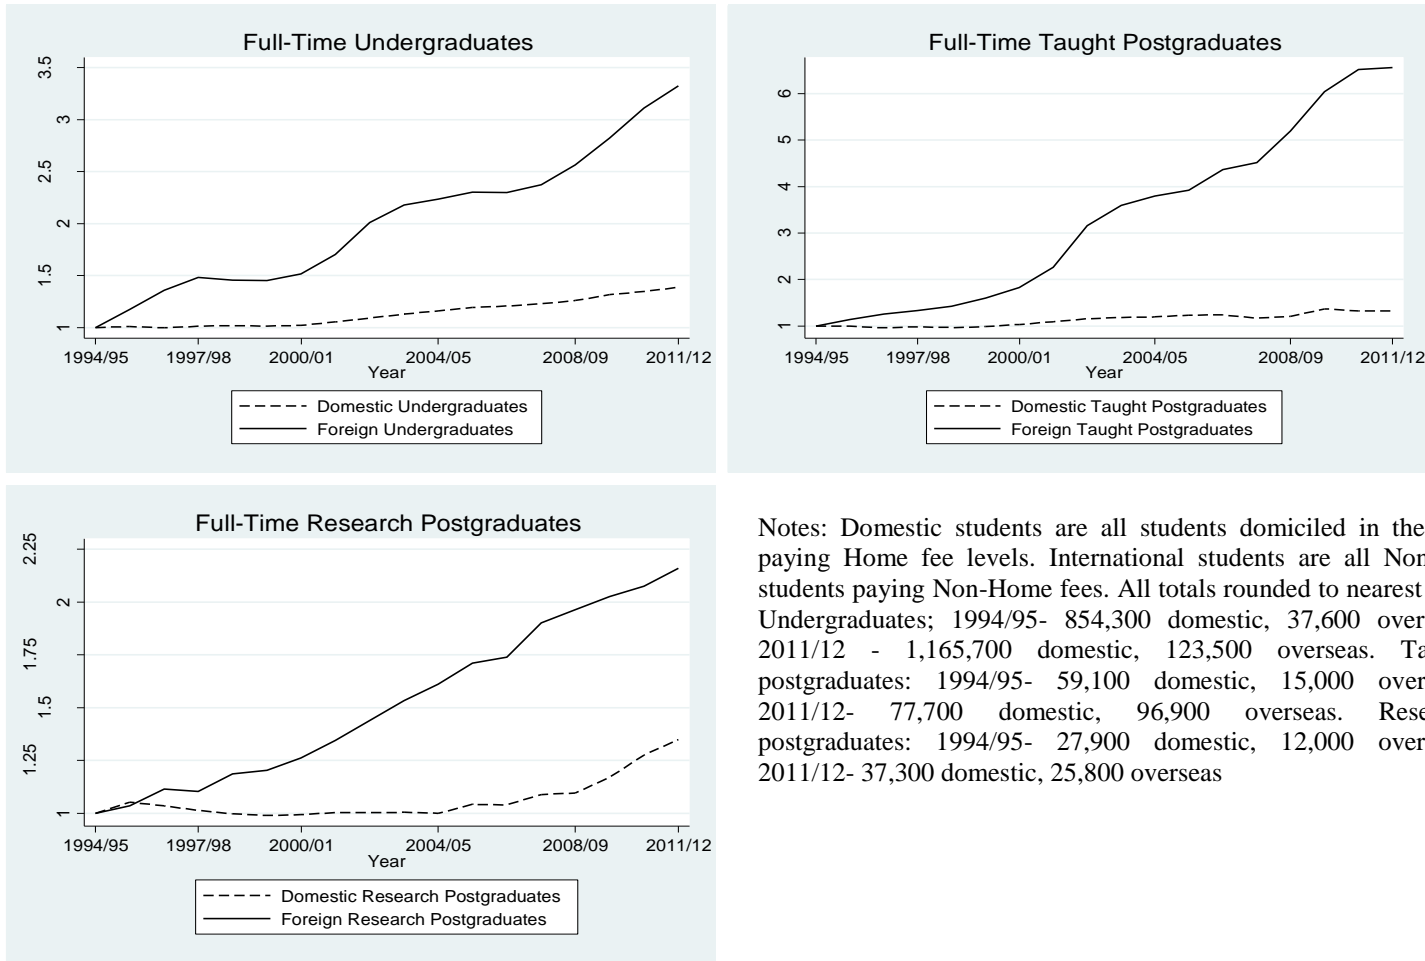 Full-Time Undergraduates
3.5
3
2.5
2
1.5
1
1994/95 1997/98 2000/01 2004/05 2008/09 2011/12
Year
Domestic Undergraduates
Foreign Undergraduates
Full-Time Taught Postgraduates
6
5
4
3
2
1
1994/95 1997/98 2000/01 2004/05 2008/09 2011/12
Year
Domestic Taught Postgraduates
Foreign Taught Postgraduates
Full-Time Research Postgraduates
2.25
2
1.75
1.5
1.25
1
1994/95 1997/98 2000/01 2004/05 2008/09 2011/12
Year
Domestic Research Postgraduates
Foreign Research Postgraduates
Notes: Domestic students are all students domiciled in the
paying Home fee levels. International students are all Non
students paying Non-Home fees. All totals rounded to nearest
Undergraduates; 1994/95- 854,300 domestic, 37,600 over
2011/12 - 1,165,700 domestic, 123,500 overseas. Ta
postgraduates: 1994/95- 59,100 domestic, 15,000 over
2011/12- 77,700 domestic, 96,900 overseas. Rese
postgraduates: 1994/95- 27,900 domestic, 12,000 over
2011/12- 37,300 domestic, 25,800 overseas